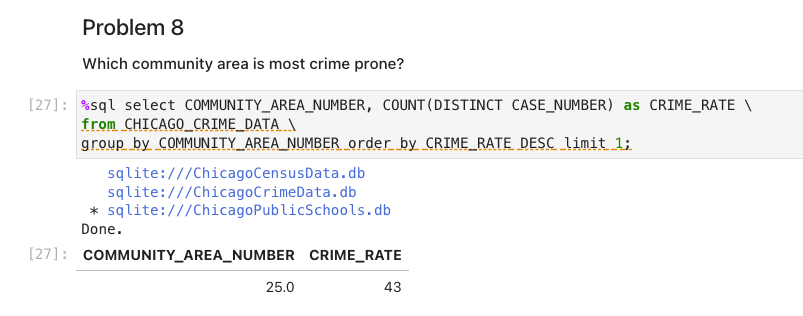 Problem 8
Which community area is most crime prone?
[27]: %sql select COMMUNITY_AREA_NUMBER, COUNT(DISTINCT CASE_NUMBER) as CRIME_RATE \
from CHICAGO_CRIME_DATA \
group by COMMUNITY_AREA_NUMBER order by CRIME_RATE DESC limit 1;
sqlite:///ChicagoCensusData.db
sqlite:///ChicagoCrimeData.db
* sqlite:///ChicagoPublicSchools.db
Done.
[27]: COMMUNITY_AREA_NUMBER CRIME_RATE
25.0 43